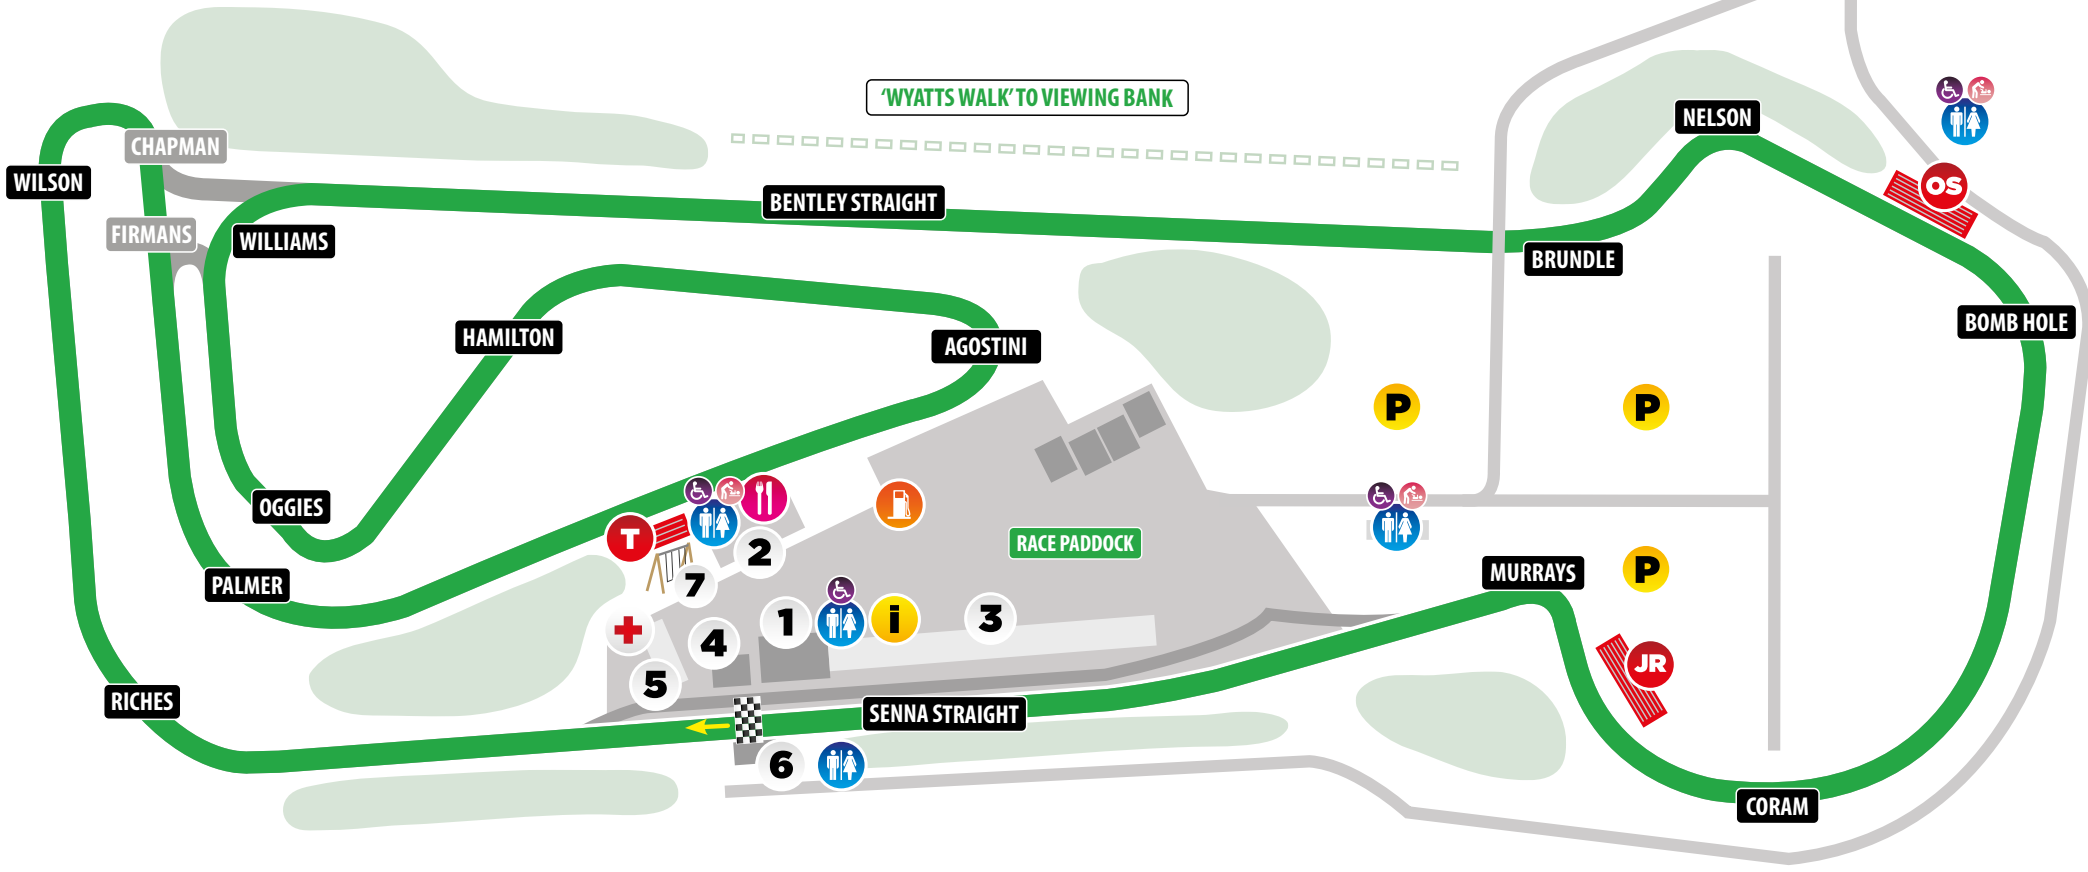 'WYATTS WALK' TO VIEWING BANK
NELSON
CHAPMAN
WILSON
OS
BENTLEY STRAIGHT
FIRMANS
WILLIAMS
BRUNDLE
BOMB HOLE
HAMILTON
AGOSTINI
P
P
OGGIES
T
2
RACE PADDOCK
7
PALMER
MURRAYS
P
1
i
3
4
JR
5
RICHES
SENNA STRAIGHT
6
CORAM